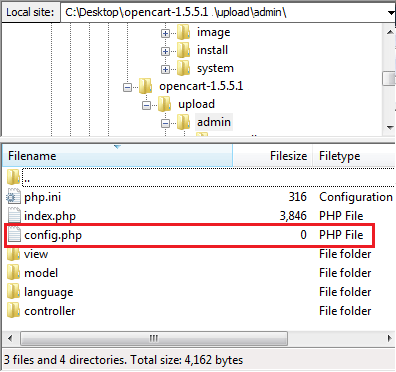 Local site: C:\Desktop\opencart-1.5.5.1 .\upload\admin\
image
install
system
opencart-1.5.5.1
upload
admin
Filename Filesize Filetype
..
php.ini 316 Configuration
index.php 3,846 PHP File
config.php 0 PHP File
view File folder
model File folder
language File folder
controller File folder
3 files and 4 directories. Total size: 4,162 bytes